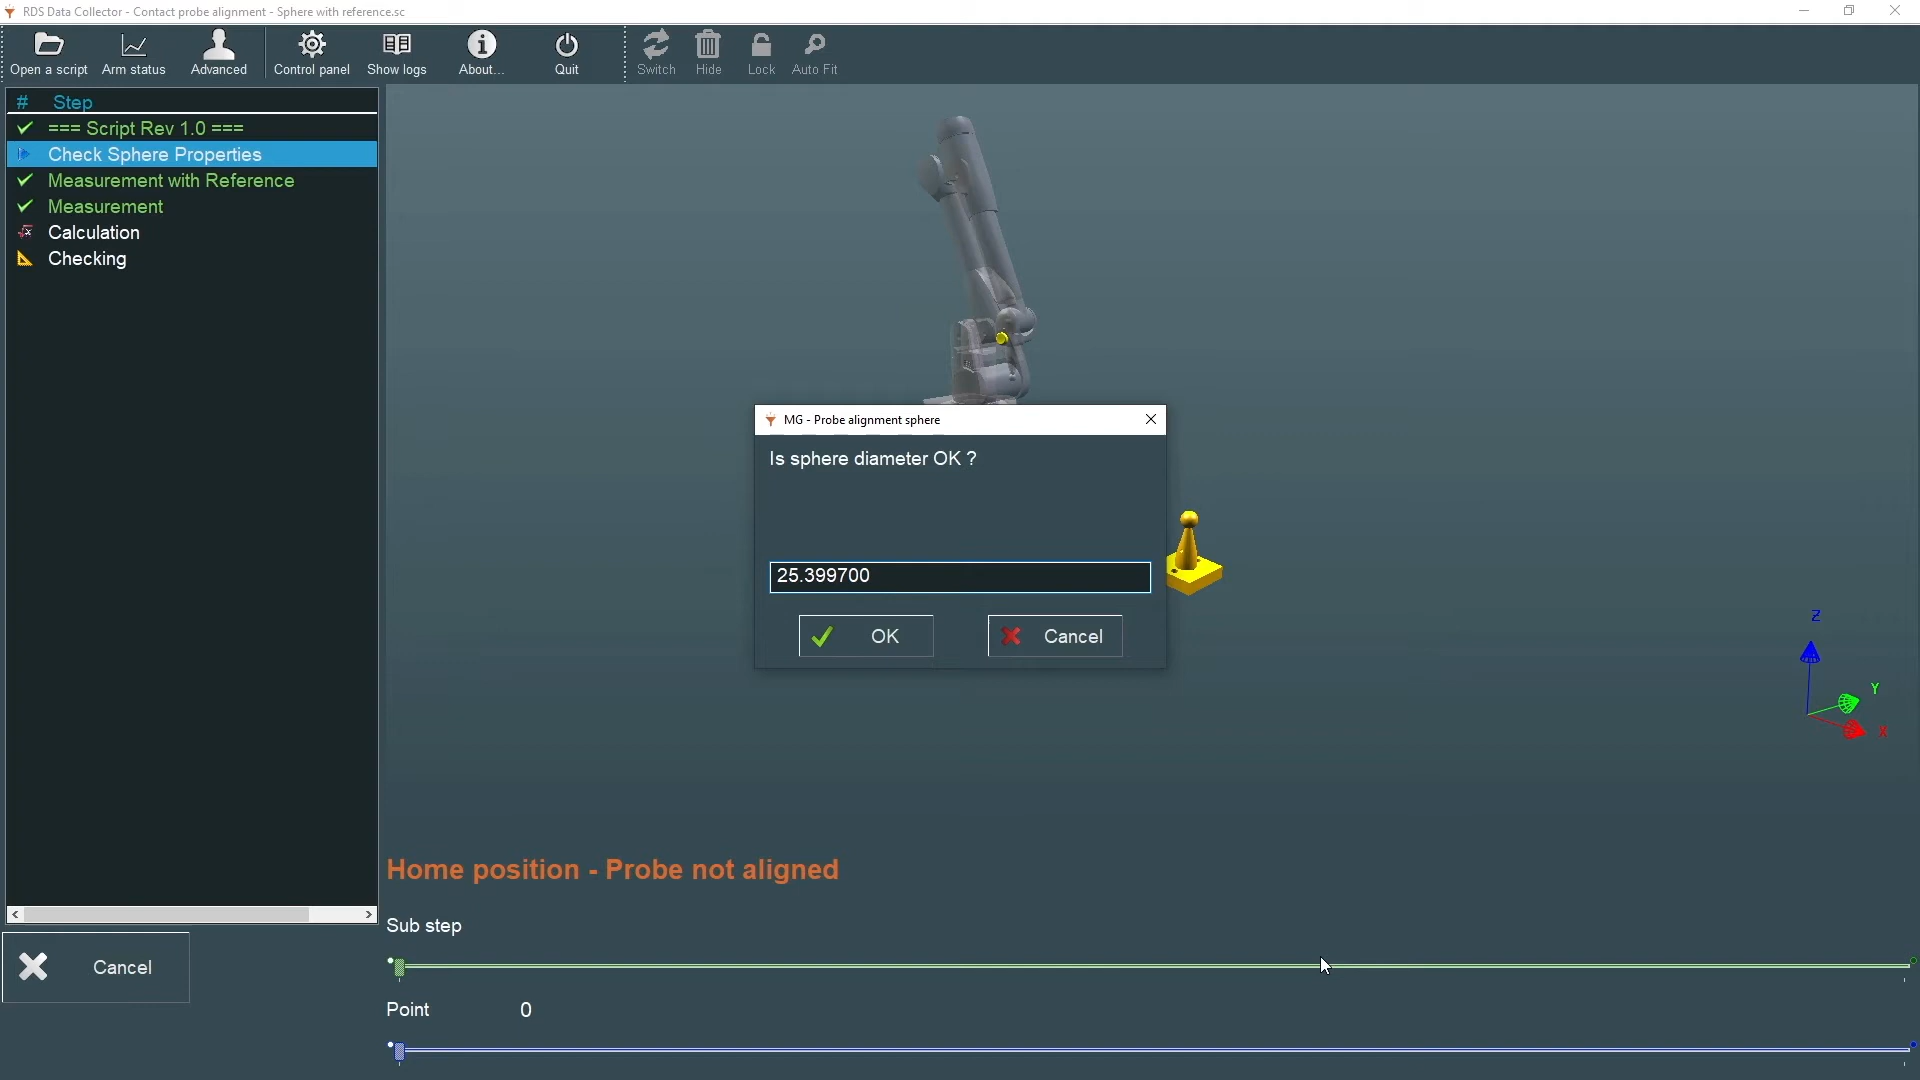 RDS Data Collector - Contact probe alignment - Sphere with reference.sc
Open a script
Arm status
Advanced
Control panel
Show logs
About...
Quit
Switch
Hide
Lock
Auto Fit
# Step
=== Script Rev 1.0 ===
Check Sphere Properties
Measurement with Reference
Measurement
Calculation
Checking
MG - Probe alignment sphere
Is sphere diameter OK ?
25.399700
OK
Cancel
Z
Y
X
Home position - Probe not aligned
Sub step
Cancel
Point 0